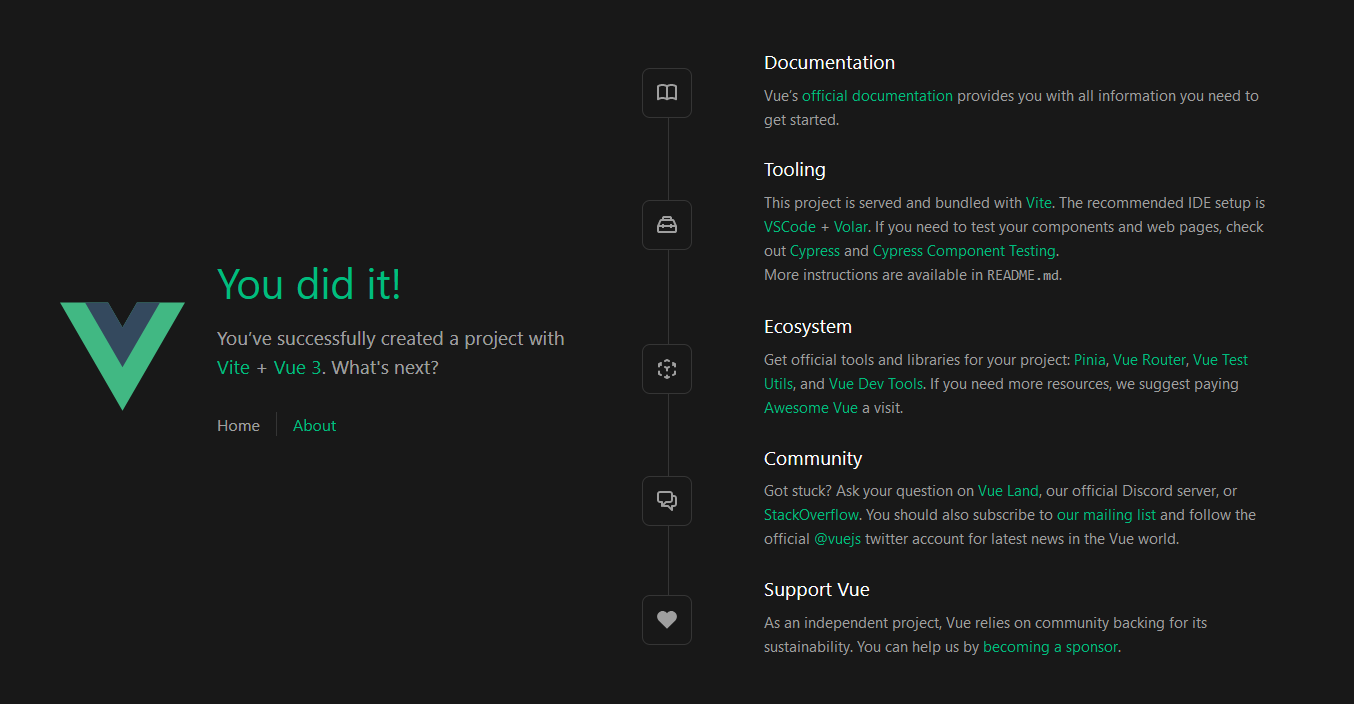 You did it!
You’ve successfully created a project with
Vite + Vue 3. What's next?
Home
About
Documentation
Vue’s official documentation provides you with all information you need to
get started.
Tooling
This project is served and bundled with Vite. The recommended IDE setup is
VSCode + Volar. If you need to test your components and web pages, check
out Cypress and Cypress Component Testing.
More instructions are available in README.md.
Ecosystem
Get official tools and libraries for your project: Pinia, Vue Router, Vue Test
Utils, and Vue Dev Tools. If you need more resources, we suggest paying
Awesome Vue a visit.
Community
Got stuck? Ask your question on Vue Land, our official Discord server, or
StackOverflow. You should also subscribe to our mailing list and follow the
official @vuejs twitter account for latest news in the Vue world.
Support Vue
As an independent project, Vue relies on community backing for its
sustainability. You can help us by becoming a sponsor.